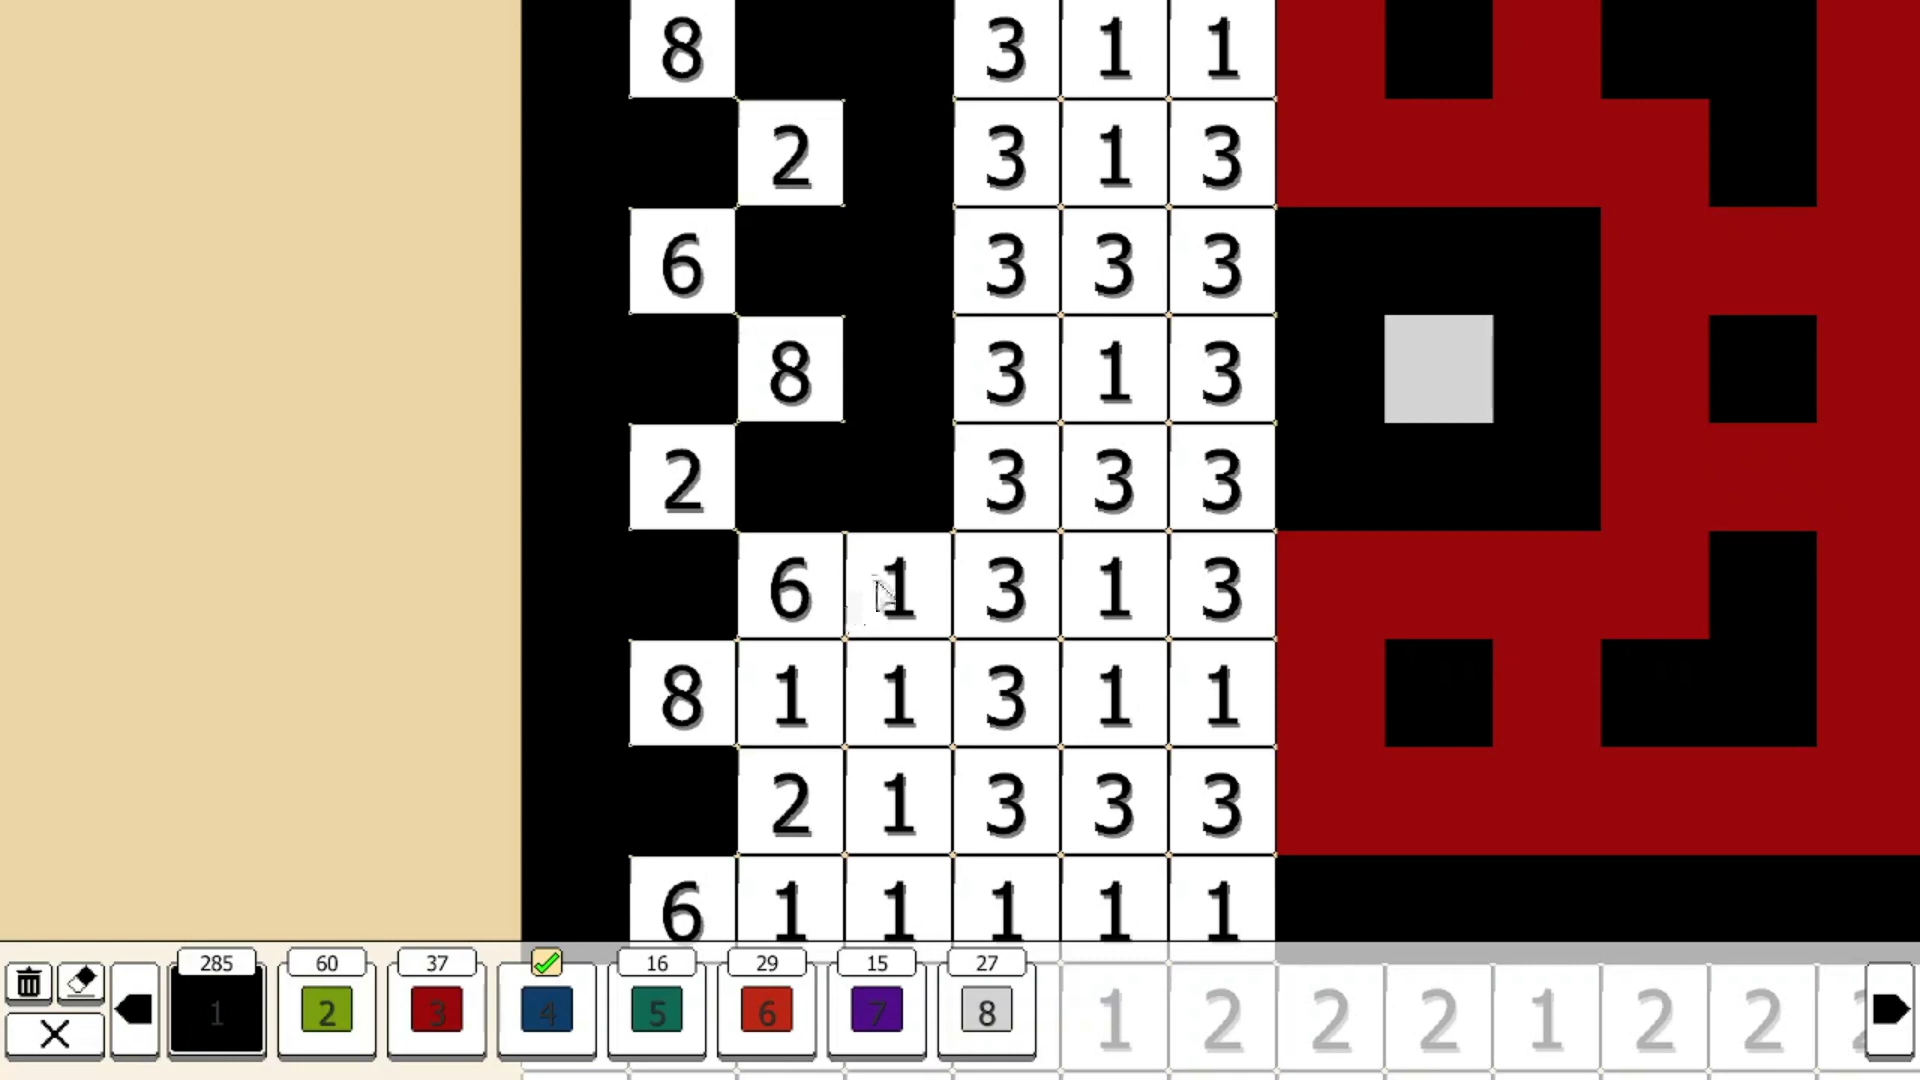 8 3 1 1
2 3 1 3
6 3 3 3
8 3 1 3
2 3 3 3
6 1 3 1 3
8 1 1 3 1 1
2 1 3 3 3
6 1 1 1 1 1
285 60 37 16 29 15 27
1 2 3 4 5 6 7 8
1 2 2 2 1 2 2 2